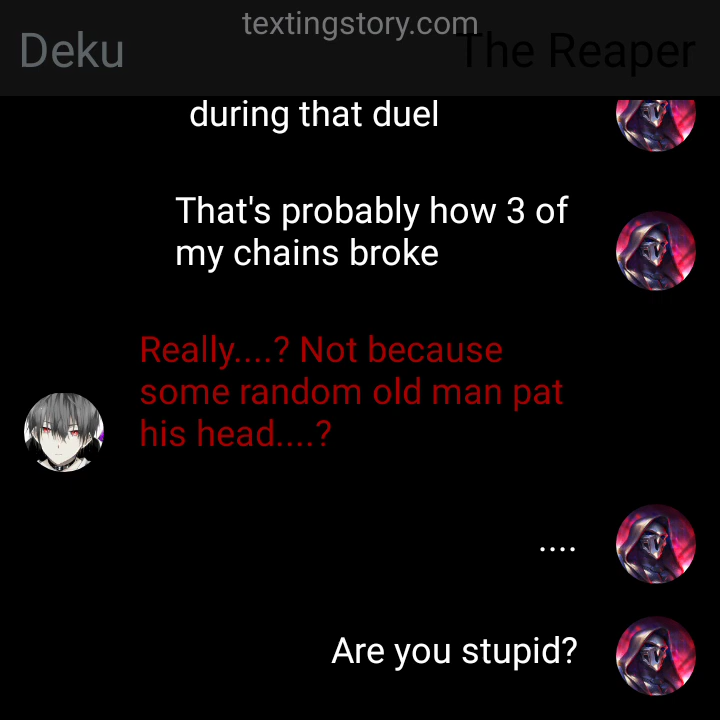 textingstory.com
Deku
The Reaper
during that duel
That's probably how 3 of
my chains broke
Really....? Not because
some random old man pat
his head....?
....
Are you stupid?